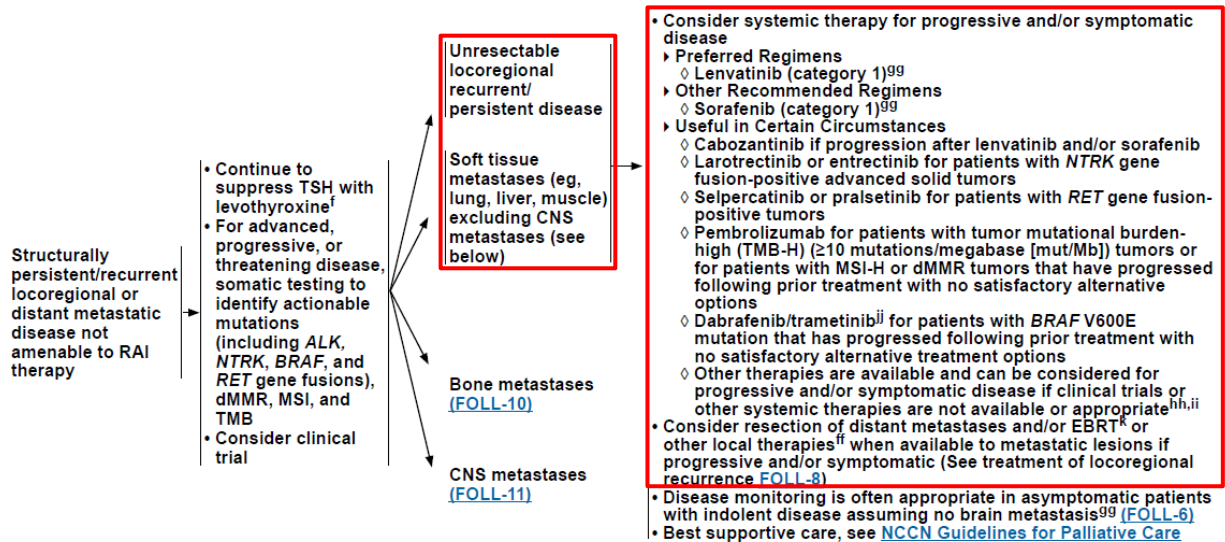 Structurally
persistent/recurrent
locoregional or
distant metastatic
disease not
amenable to RAI
therapy
• Continue to
suppress TSH with
levothyroxineᶠ
• For advanced,
progressive, or
threatening disease,
somatic testing to
identify actionable
mutations
(including ALK,
NTRK, BRAF, and
RET gene fusions),
dMMR, MSI, and
TMB
• Consider clinical
trial
Unresectable
locoregional
recurrent/
persistent disease
Soft tissue
metastases (eg,
lung, liver, muscle)
excluding CNS
metastases (see
below)
Bone metastases
(FOLL-10)
CNS metastases
(FOLL-11)
• Consider systemic therapy for progressive and/or symptomatic
disease
▸ Preferred Regimens
◊ Lenvatinib (category 1)ᵍᵍ
▸ Other Recommended Regimens
◊ Sorafenib (category 1)ᵍᵍ
▸ Useful in Certain Circumstances
◊ Cabozantinib if progression after lenvatinib and/or sorafenib
◊ Larotrectinib or entrectinib for patients with NTRK gene
fusion-positive advanced solid tumors
◊ Selpercatinib or pralsetinib for patients with RET gene fusion-
positive tumors
◊ Pembrolizumab for patients with tumor mutational burden-
high (TMB-H) (≥10 mutations/megabase [mut/Mb]) tumors or
for patients with MSI-H or dMMR tumors that have progressed
following prior treatment with no satisfactory alternative
options
◊ Dabrafenib/trametinibʲʲ for patients with BRAF V600E
mutation that has progressed following prior treatment with
no satisfactory alternative treatment options
◊ Other therapies are available and can be considered for
progressive and/or symptomatic disease if clinical trials or
other systemic therapies are not available or appropriateʰʰ,ⁱⁱ
• Consider resection of distant metastases and/or EBRTᵏ or
other local therapiesᶠᶠ when available to metastatic lesions if
progressive and/or symptomatic (See treatment of locoregional
recurrence FOLL-8)
• Disease monitoring is often appropriate in asymptomatic patients
with indolent disease assuming no brain metastasisᵍᵍ (FOLL-6)
• Best supportive care, see NCCN Guidelines for Palliative Care